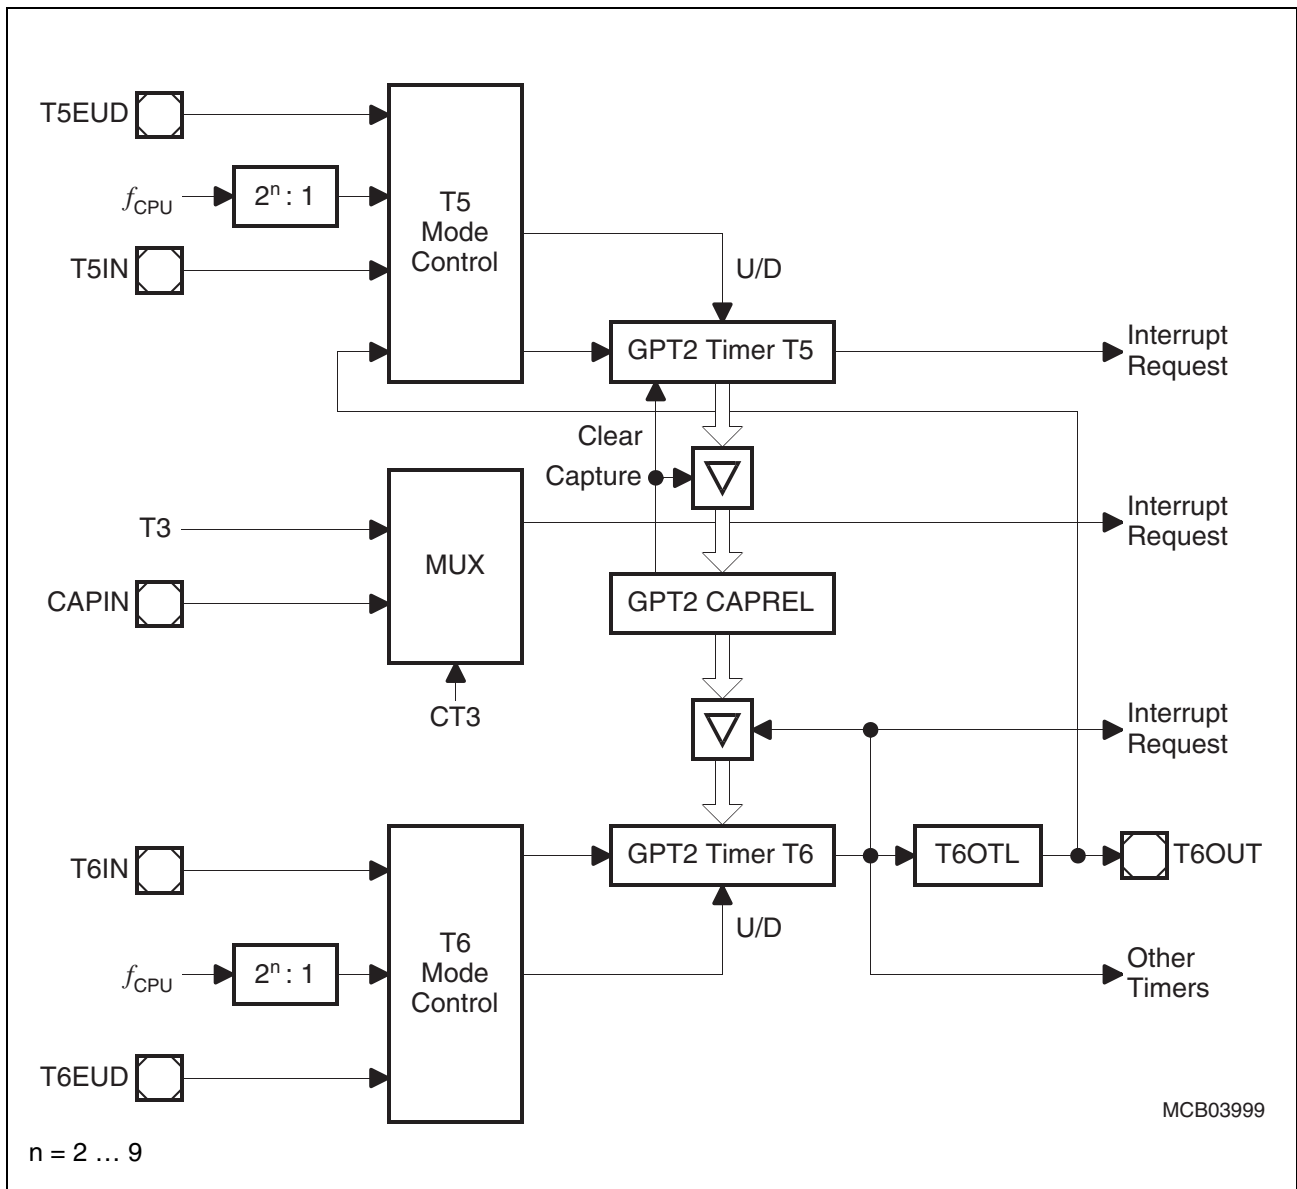 T5EUD
fCPU
2ⁿ : 1
T5IN
T5
Mode
Control
U/D
GPT2 Timer T5
Interrupt
Request
Clear
Capture
T3
CAPIN
MUX
CT3
Interrupt
Request
GPT2 CAPREL
Interrupt
Request
T6IN
fCPU
2ⁿ : 1
T6EUD
T6
Mode
Control
GPT2 Timer T6
U/D
T6OTL
T6OUT
Other
Timers
MCB03999
n = 2 … 9